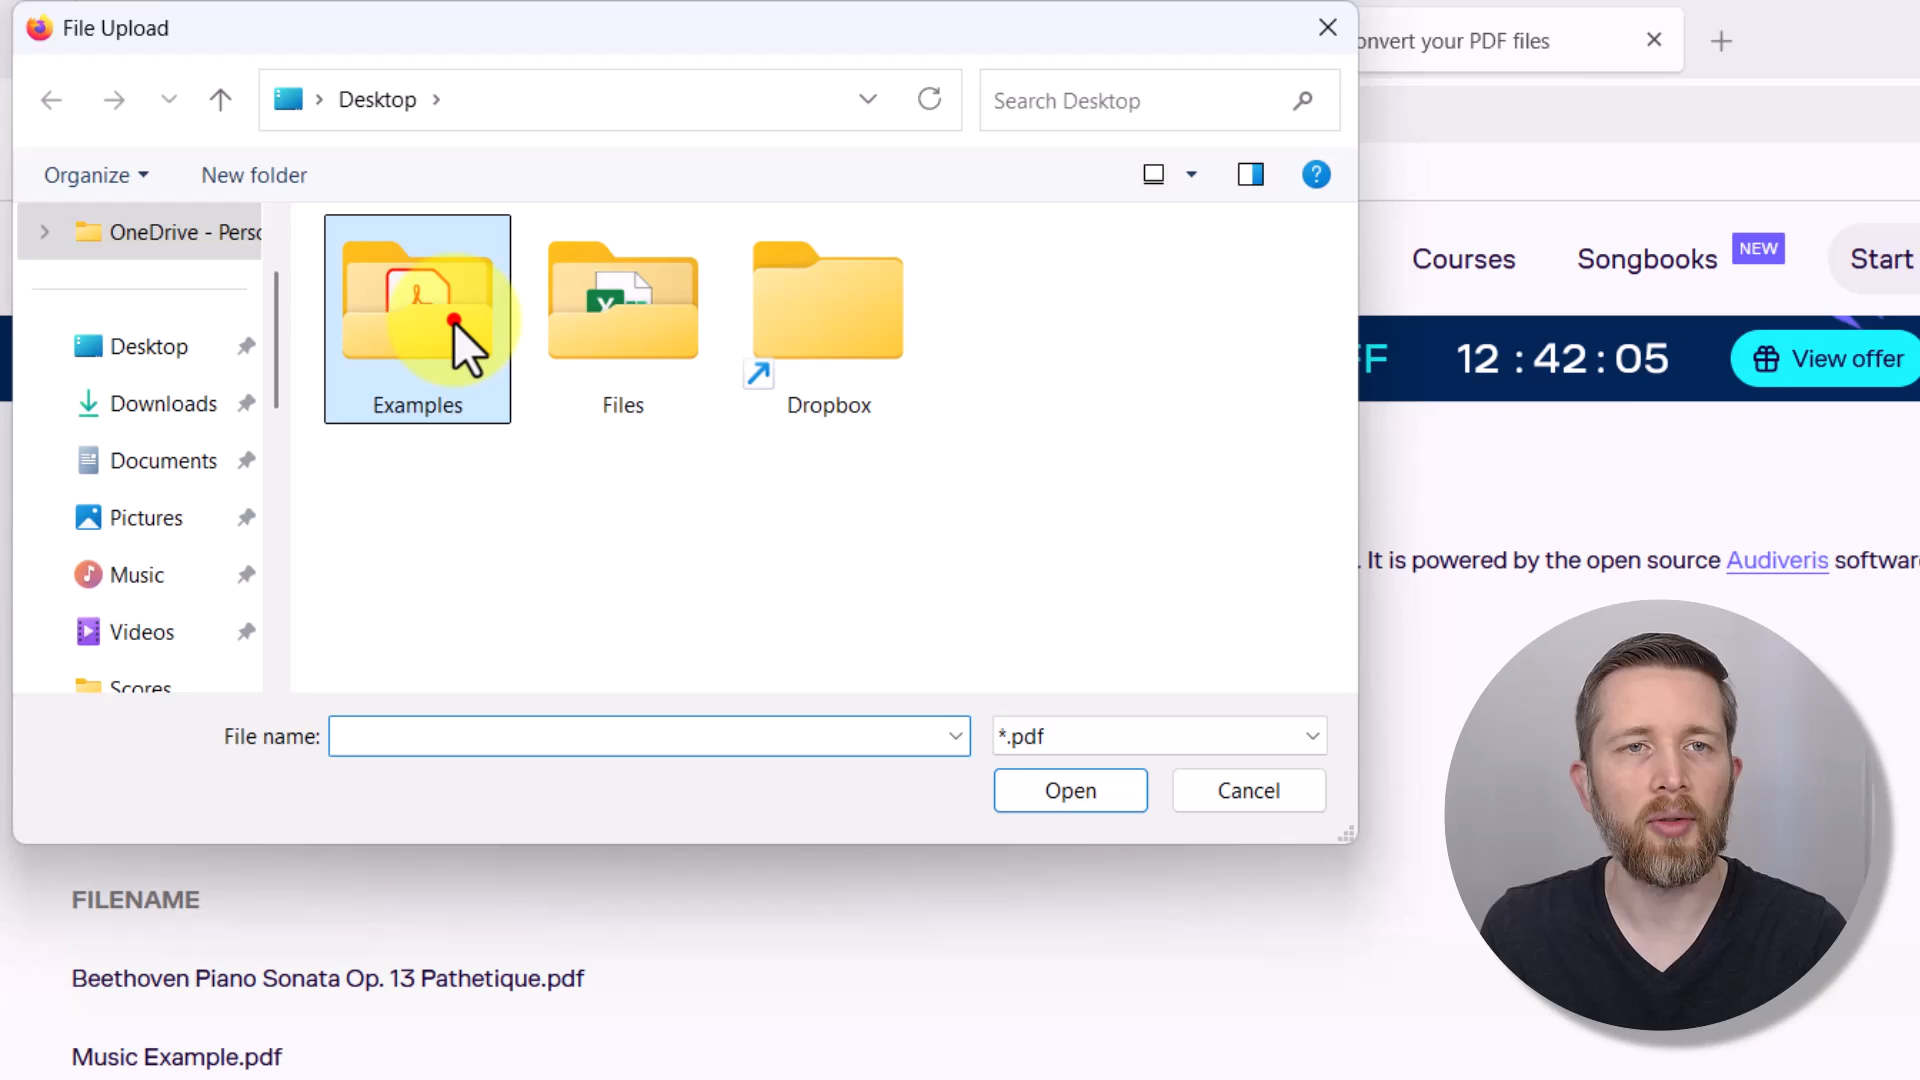 File Upload
onvert your PDF files
Desktop
Search Desktop
Organize
New folder
OneDrive - Perso
Courses
Songbooks
NEW
Start
Desktop
Downloads
Documents
Pictures
Music
Videos
Scores
Examples
Files
Dropbox
FF
12 : 42 : 05
View offer
. It is powered by the open source Audiveris softwar
File name:
*.pdf
Open
Cancel
FILENAME
Beethoven Piano Sonata Op. 13 Pathetique.pdf
Music Example.pdf